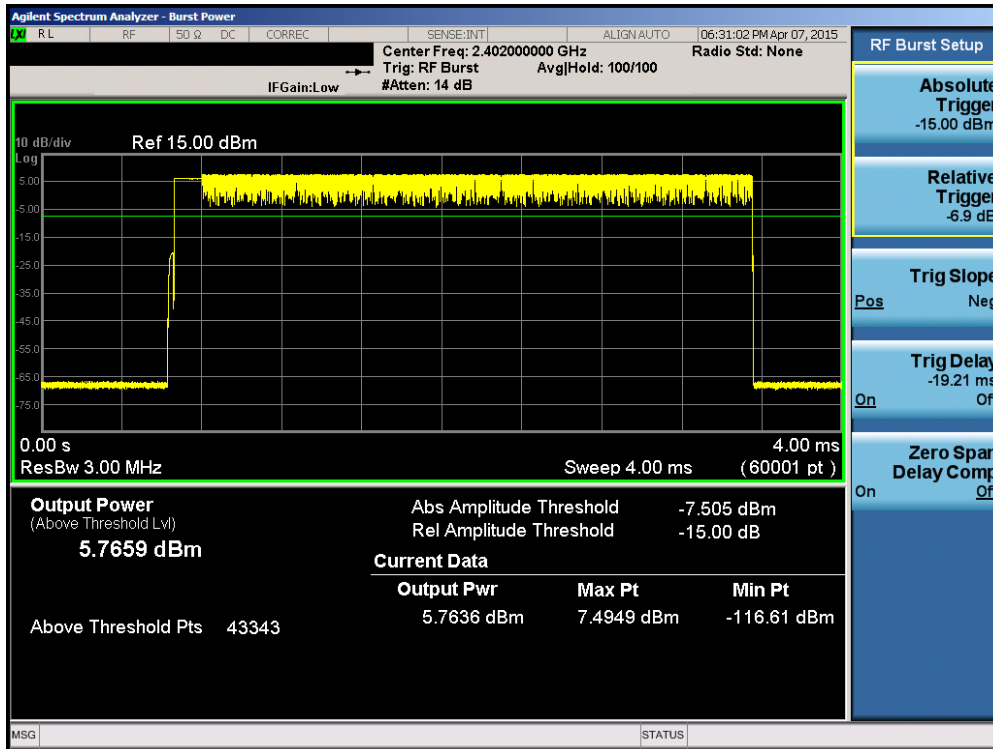 Agilent Spectrum Analyzer - Burst Power
LXI RL RF 50 Ω DC CORREC SENSE:INT ALIGN AUTO 06:31:02 PM Apr 07, 2015
Center Freq: 2.402000000 GHz Radio Std: None
Trig: RF Burst Avg|Hold: 100/100
IFGain:Low #Atten: 14 dB
10 dB/div Ref 15.00 dBm
Log
5.00
-5.00
-15.0
-25.0
-35.0
-45.0
-55.0
-65.0
-75.0
0.00 s 4.00 ms
ResBw 3.00 MHz Sweep 4.00 ms (60001 pt)
Output Power
(Above Threshold Lvl)
5.7659 dBm
Above Threshold Pts 43343
Abs Amplitude Threshold -7.505 dBm
Rel Amplitude Threshold -15.00 dB
Current Data
Output Pwr Max Pt Min Pt
5.7636 dBm 7.4949 dBm -116.61 dBm
RF Burst Setup
Absolute
Trigger
-15.00 dBm
Relative
Trigger
-6.9 dB
Trig Slope
Pos Neg
Trig Delay
-19.21 ms
On Off
Zero Span
Delay Comp
On Off
MSG STATUS